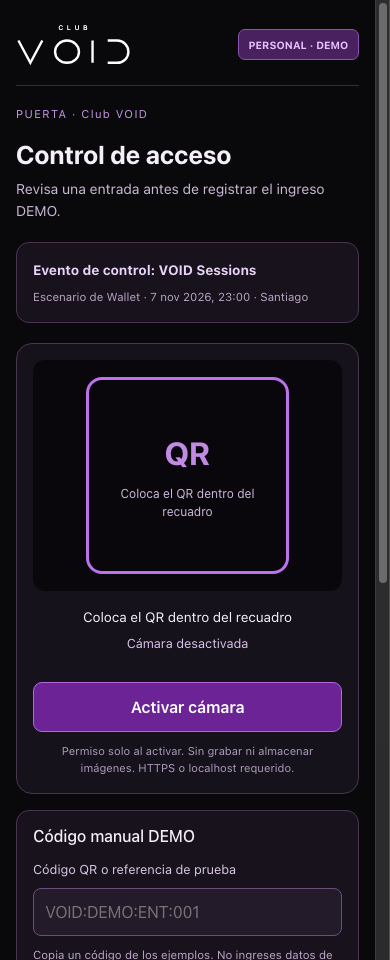 CLUB
VOID
PERSONAL · DEMO
PUERTA · Club VOID
Control de acceso
Revisa una entrada antes de registrar el ingreso
DEMO.
Evento de control: VOID Sessions
Escenario de Wallet · 7 nov 2026, 23:00 · Santiago
QR
Coloca el QR dentro del
recuadro
Coloca el QR dentro del recuadro
Cámara desactivada
Activar cámara
Permiso solo al activar. Sin grabar ni almacenar
imágenes. HTTPS o localhost requerido.
Código manual DEMO
Código QR o referencia de prueba
VOID:DEMO:ENT:001
Copia un código de los ejemplos. No ingreses datos de